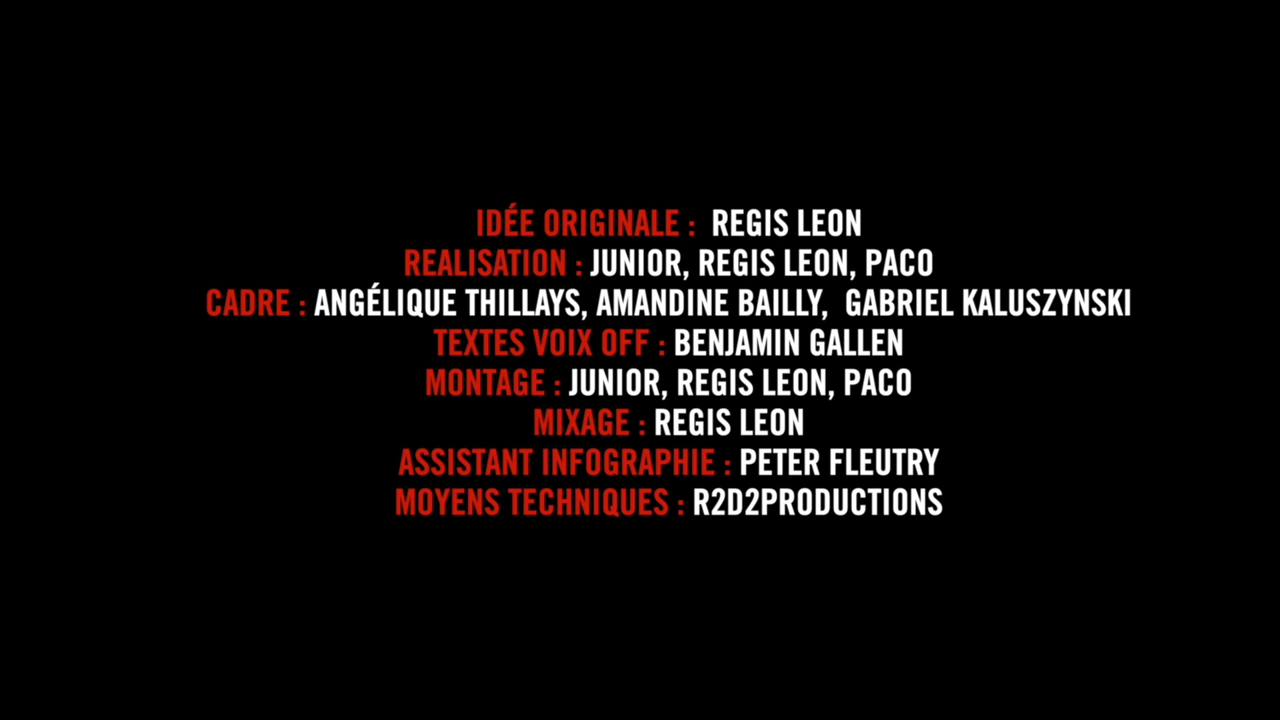 IDÉE ORIGINALE : REGIS LEON
REALISATION : JUNIOR, REGIS LEON, PACO
CADRE : ANGÉLIQUE THILLAYS, AMANDINE BAILLY, GABRIEL KALUSZYNSKI
TEXTES VOIX OFF : BENJAMIN GALLEN
MONTAGE : JUNIOR, REGIS LEON, PACO
MIXAGE : REGIS LEON
ASSISTANT INFOGRAPHIE : PETER FLEUTRY
MOYENS TECHNIQUES : R2D2PRODUCTIONS